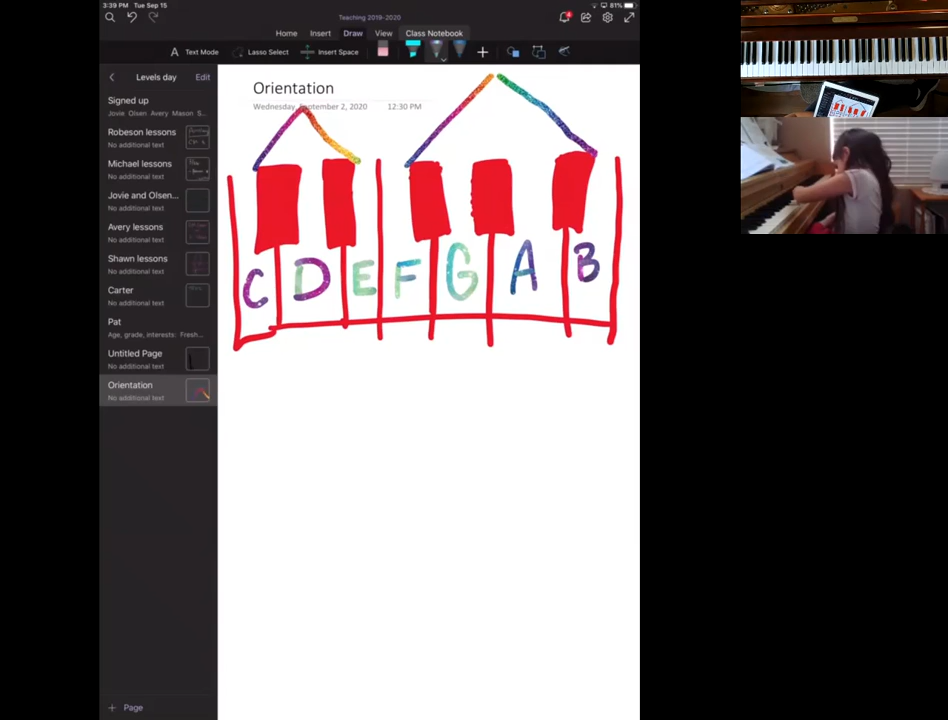 3:39 PM Tue Sep 15
81%
Teaching 2019-2020
4
Home Insert Draw View Class Notebook
A Text Mode Lasso Select Insert Space
Levels day Edit
Signed up
Jovie Olsen Avery Mason S...
Robeson lessons
No additional text
Michael lessons
No additional text
Jovie and Olsen...
No additional text
Avery lessons
No additional text
Shawn lessons
No additional text
Carter
No additional text
Pat
Age, grade, interests: Fresh...
Untitled Page
No additional text
Orientation
No additional text
Page
Orientation
Wednesday, September 2, 2020 12:30 PM
C D E F G A B